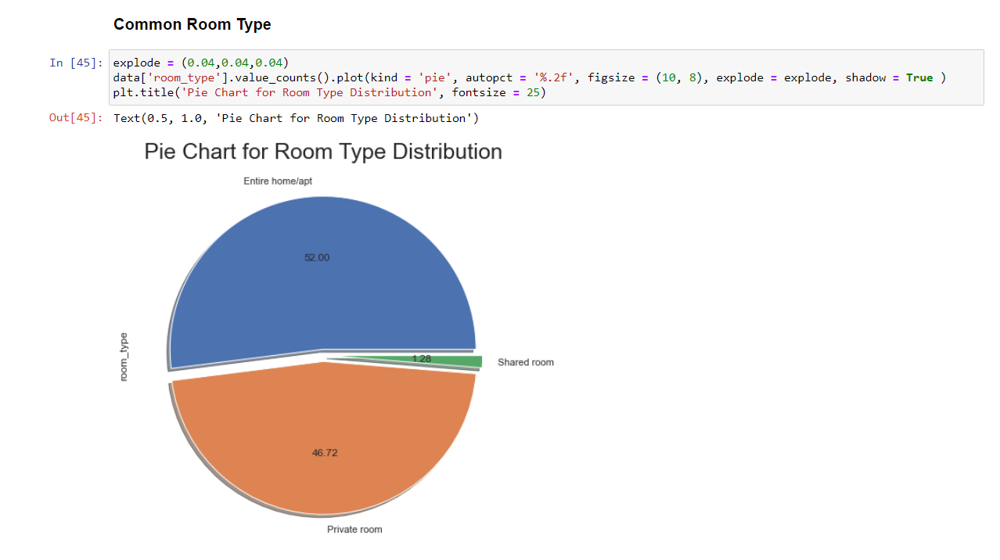 Common Room Type
In [45]: explode = (0.04,0.04,0.04)
data['room_type'].value_counts().plot(kind = 'pie', autopct = '%.2f', figsize = (10, 8), explode = explode, shadow = True )
plt.title('Pie Chart for Room Type Distribution', fontsize = 25)
Out[45]: Text(0.5, 1.0, 'Pie Chart for Room Type Distribution')
Pie Chart for Room Type Distribution
Entire home/apt
52.00
room_type
1.28
Shared room
46.72
Private room